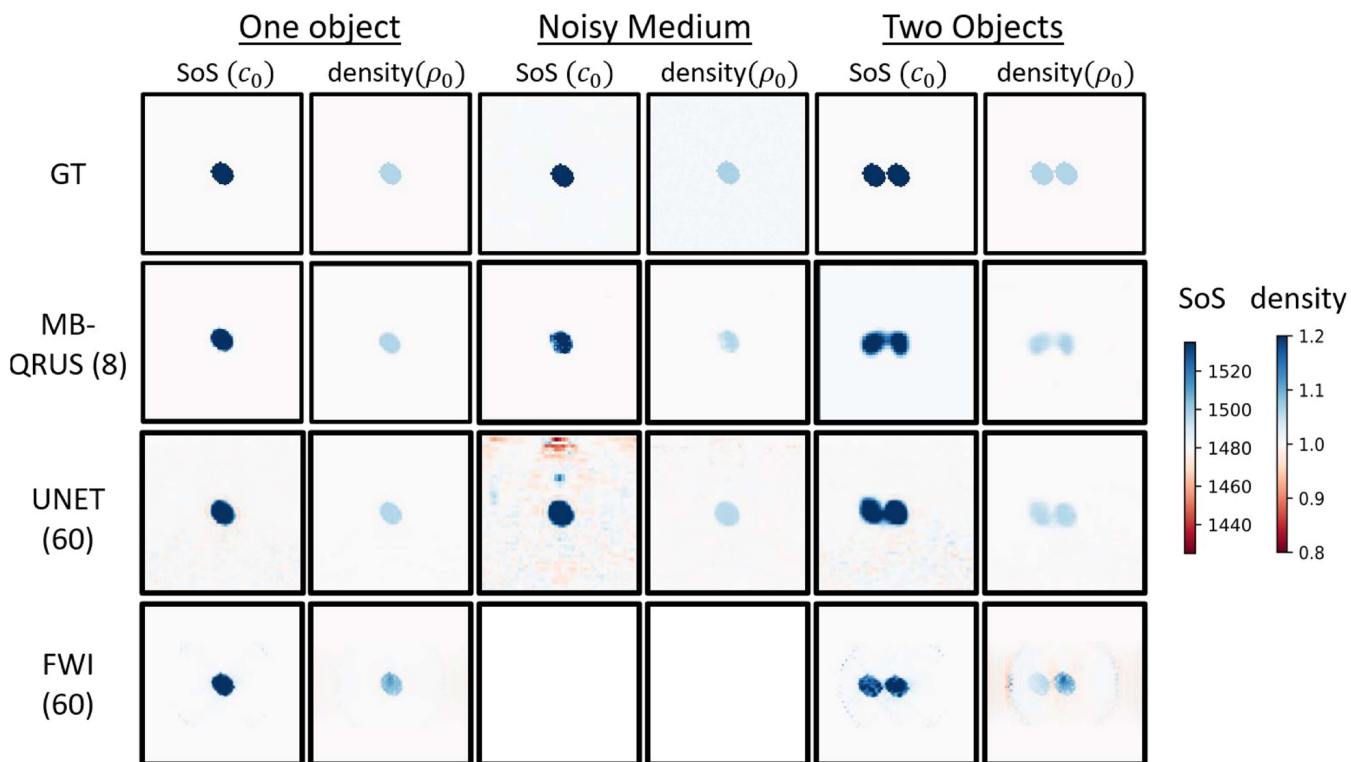 One object Noisy Medium Two Objects
SoS (c₀) density(ρ₀) SoS (c₀) density(ρ₀) SoS (c₀) density(ρ₀)
GT
MB-
QRUS (8)
UNET
(60)
FWI
(60)
SoS density
1520
1500
1480
1460
1440
1.2
1.1
1.0
0.9
0.8